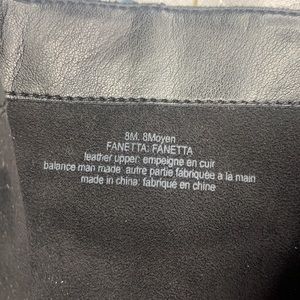 8M. 8Moyen
FANETTA: FANETTA
leather upper: empeigne en cuir
balance man made: autre partie fabriquée a la main
made in china: fabriqué en chine